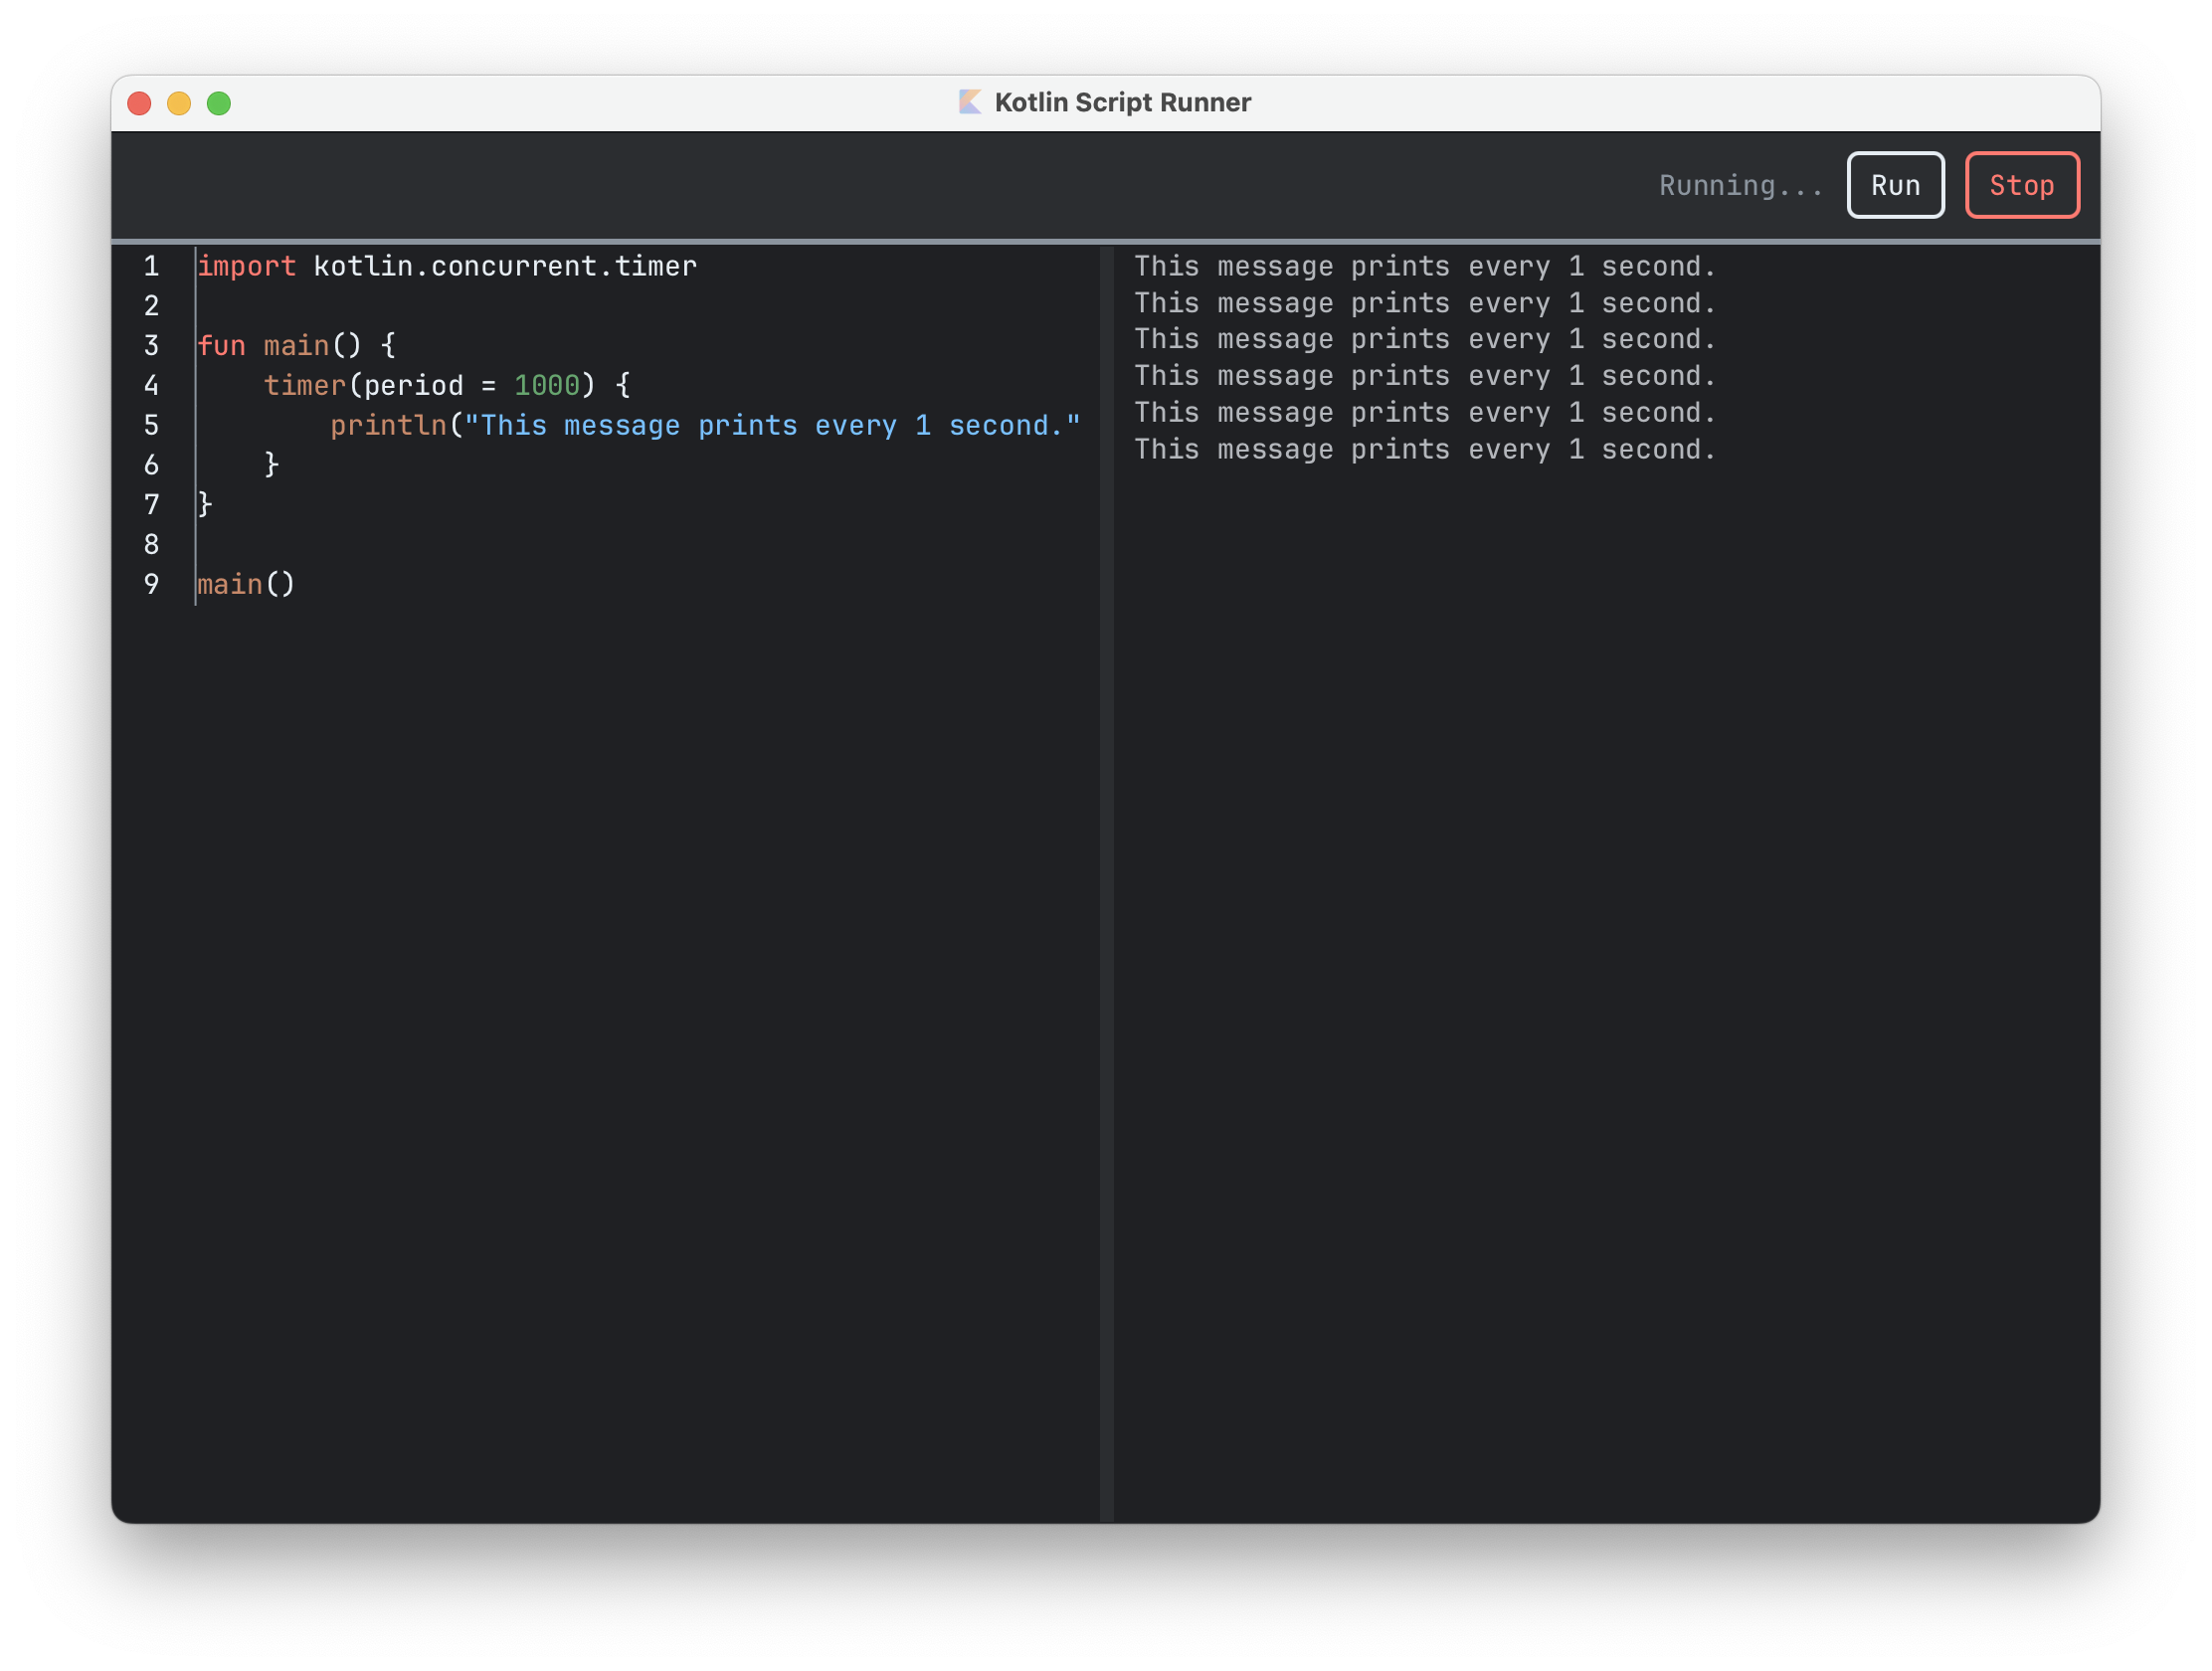 Kotlin Script Runner
Running... Run Stop
1 import kotlin.concurrent.timer
2
3 fun main() {
4     timer(period = 1000) {
5         println("This message prints every 1 second."
6     }
7 }
8
9 main()
This message prints every 1 second.
This message prints every 1 second.
This message prints every 1 second.
This message prints every 1 second.
This message prints every 1 second.
This message prints every 1 second.